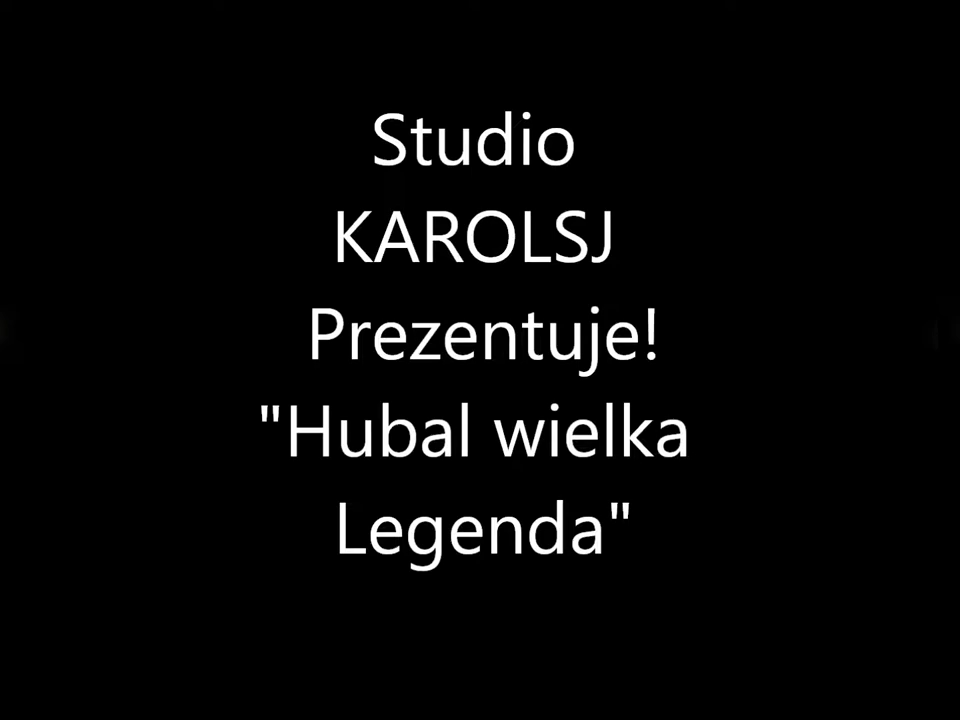 Studio
KAROLSJ
Prezentuje!
"Hubal wielka
Legenda"